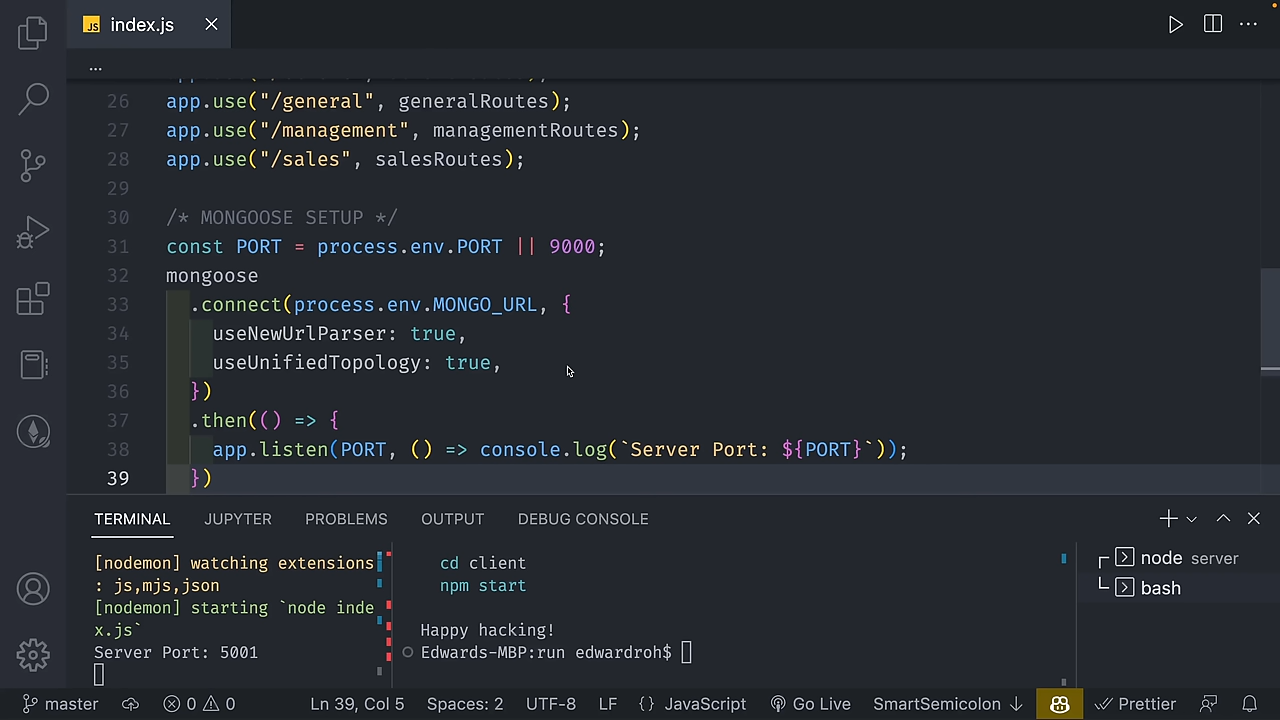 JS index.js
...
26 app.use("/general", generalRoutes);
27 app.use("/management", managementRoutes);
28 app.use("/sales", salesRoutes);
29
30 /* MONGOOSE SETUP */
31 const PORT = process.env.PORT || 9000;
32 mongoose
33 .connect(process.env.MONGO_URL, {
34 useNewUrlParser: true,
35 useUnifiedTopology: true,
36 })
37 .then(() => {
38 app.listen(PORT, () => console.log(`Server Port: ${PORT}`));
39 })
TERMINAL JUPYTER PROBLEMS OUTPUT DEBUG CONSOLE
[nodemon] watching extensions
: js,mjs,json
[nodemon] starting `node inde
x.js`
Server Port: 5001
cd client
npm start
Happy hacking!
Edwards-MBP:run edwardroh$
node server
bash
master 0 0 Ln 39, Col 5 Spaces: 2 UTF-8 LF {} JavaScript Go Live SmartSemicolon ↓ Prettier